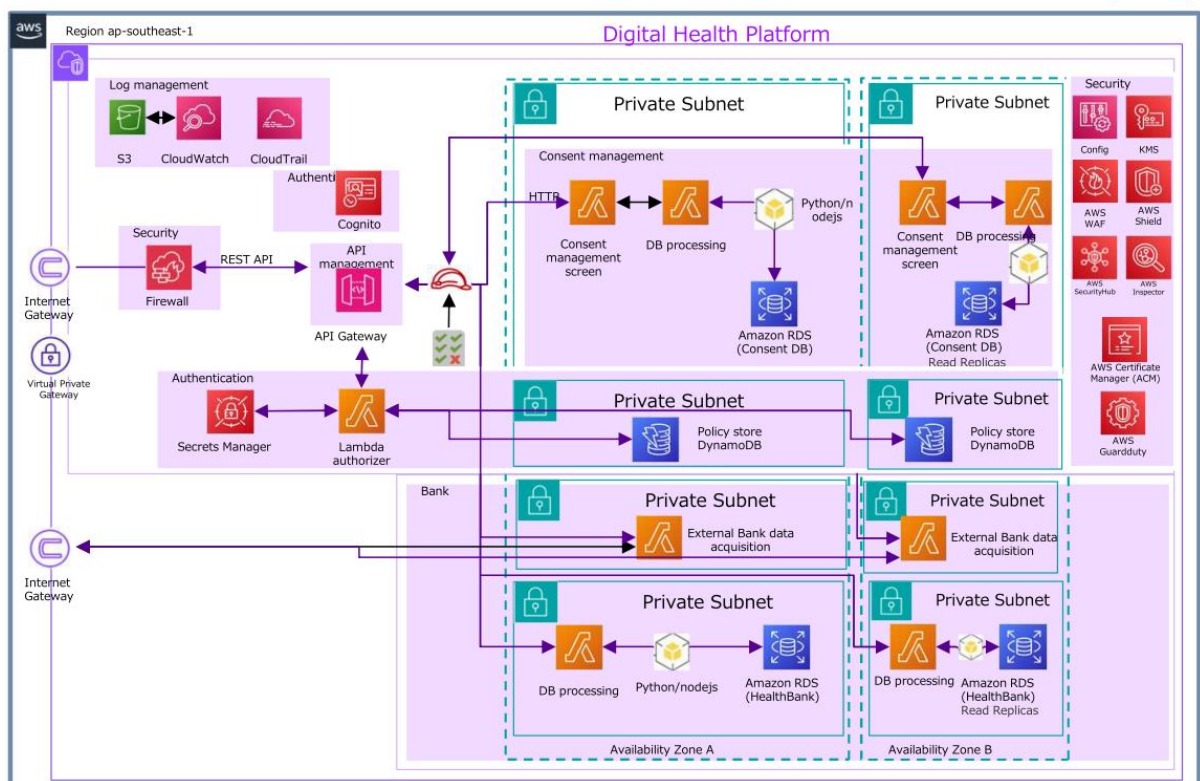 aws
Region ap-southeast-1
Digital Health Platform
Log management
S3
CloudWatch
CloudTrail
Authenti
Cognito
Security
Firewall
REST API
API
management
API Gateway
Internet
Gateway
Virtual Private
Gateway
Authentication
Secrets Manager
Lambda
authorizer
Private Subnet
Consent management
HTTP
Consent
management
screen
DB processing
Python/n
odejs
Amazon RDS
(Consent DB)
Private Subnet
Consent
management
screen
DB processing
Amazon RDS
(Consent DB)
Read Replicas
Security
Config
KMS
AWS
WAF
AWS
Shield
AWS
SecurityHub
AWS
Inspector
AWS Certificate
Manager (ACM)
AWS
Guardduty
Private Subnet
Policy store
DynamoDB
Private Subnet
Policy store
DynamoDB
Bank
Private Subnet
External Bank data
acquisition
Private Subnet
External Bank data
acquisition
Internet
Gateway
Private Subnet
DB processing
Python/nodejs
Amazon RDS
(HealthBank)
Private Subnet
DB processing
Amazon RDS
(HealthBank)
Read Replicas
Availability Zone A
Availability Zone B